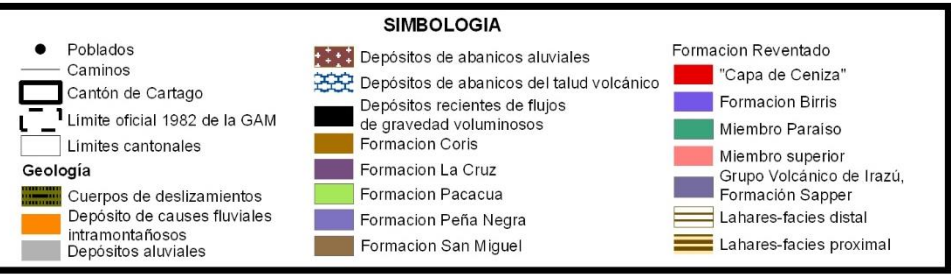 SIMBOLOGIA
Poblados
Caminos
Cantón de Cartago
Limite oficial 1982 de la GAM
Límites cantonales
Geología
Cuerpos de deslizamientos
Depósito de causes fluviales
intramontañosos
Depósitos aluviales
Depósitos de abanicos aluviales
Depósitos de abanicos del talud volcánico
Depósitos recientes de flujos
de gravedad voluminosos
Formacion Coris
Formacion La Cruz
Formacion Pacacua
Formacion Peña Negra
Formacion San Miguel
Formacion Reventado
"Capa de Ceniza"
Formacion Birris
Miembro Paraíso
Miembro superior
Grupo Volcánico de Irazú,
Formación Sapper
Lahares-facies distal
Lahares-facies proximal